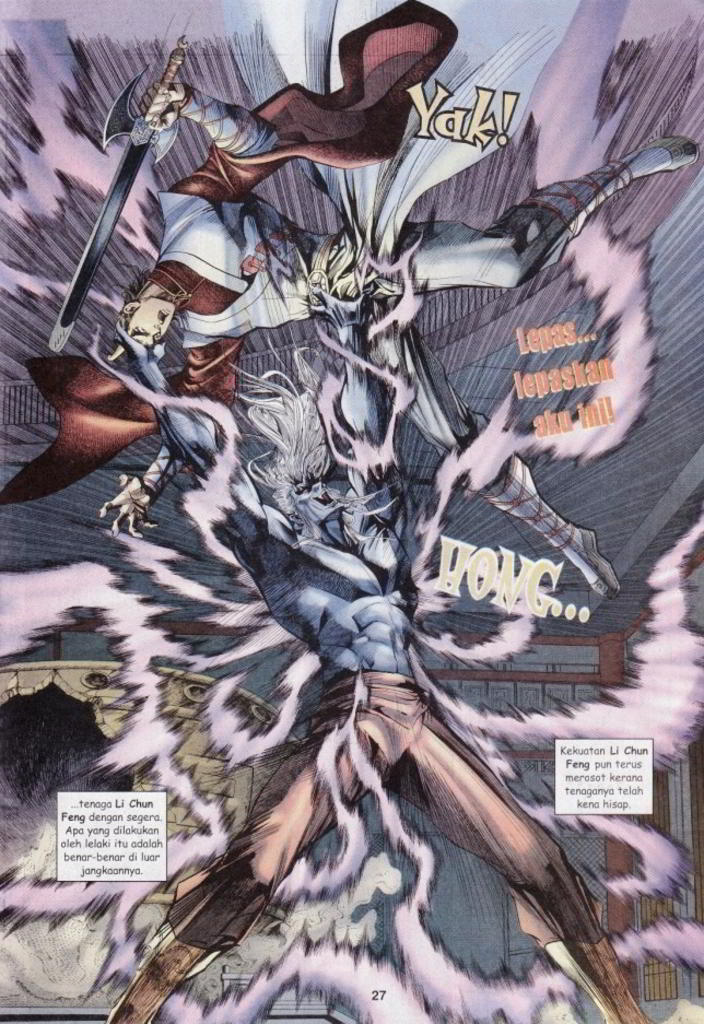 Yak!
Lepas...
lepaskan
aku ini!
HONG...
Kekuatan Li Chun
Feng pun terus
merosot kerana
tenaganya telah
kena hisap.
...tenaga Li Chun
Feng dengan segera.
Apa yang dilakukan
oleh lelaki itu adalah
benar-benar di luar
jangkaannya.
27